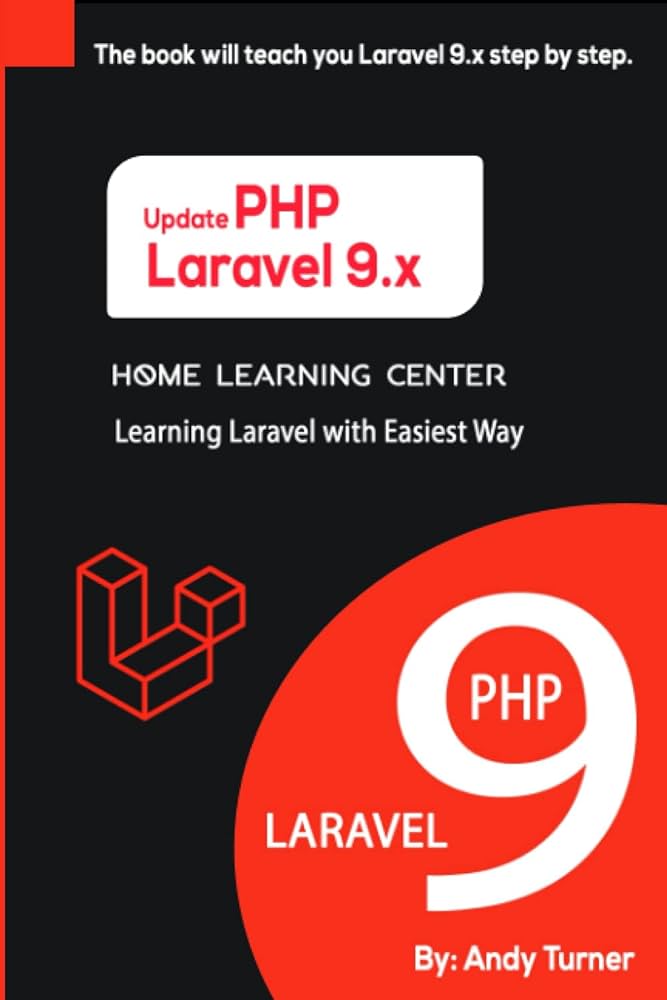 The book will teach you Laravel 9.x step by step.
Update PHP
Laravel 9.x
HOME LEARNING CENTER
Learning Laravel with Easiest Way
9
PHP
LARAVEL
By: Andy Turner